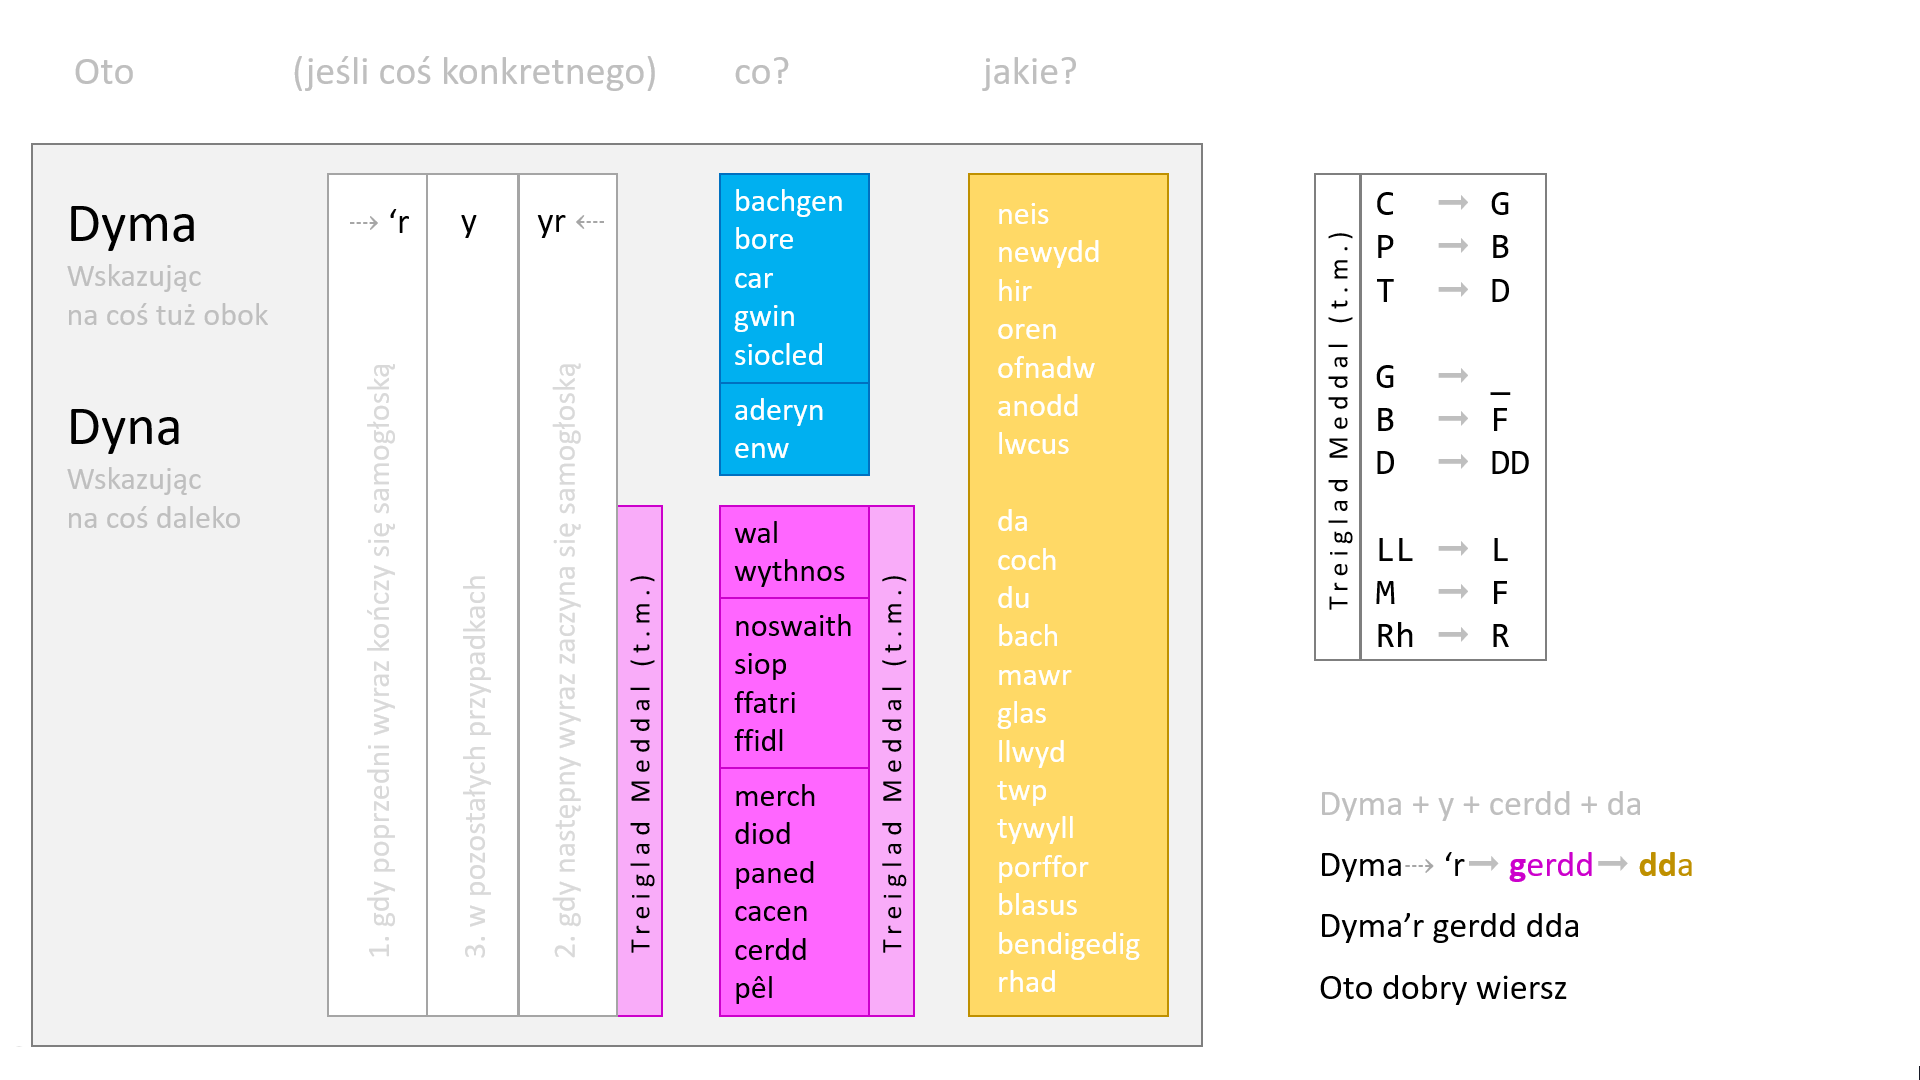 Oto (jeśli coś konkretnego) co? jakie?
Dyma
Wskazując
na coś tuż obok
Dyna
Wskazując
na coś daleko
‘r
1. gdy poprzedni wyraz kończy się samogłoską
y
3. w pozostałych przypadkach
yr
2. gdy następny wyraz zaczyna się samogłoską
Treiglad Meddal (t.m.)
bachgen
bore
car
gwin
siocled
aderyn
enw
wal
wythnos
noswaith
siop
ffatri
ffidl
merch
diod
paned
cacen
cerdd
pêl
Treiglad Meddal (t.m.)
neis
newydd
hir
oren
ofnadw
anodd
lwcus
da
coch
du
bach
mawr
glas
llwyd
twp
tywyll
porffor
blasus
bendigedig
rhad
Treiglad Meddal (t.m.)
C → G
P → B
T → D
G → _
B → F
D → DD
LL → L
M → F
Rh → R
Dyma + y + cerdd + da
Dyma⇢ ‘r→ gerdd→ dda
Dyma’r gerdd dda
Oto dobry wiersz